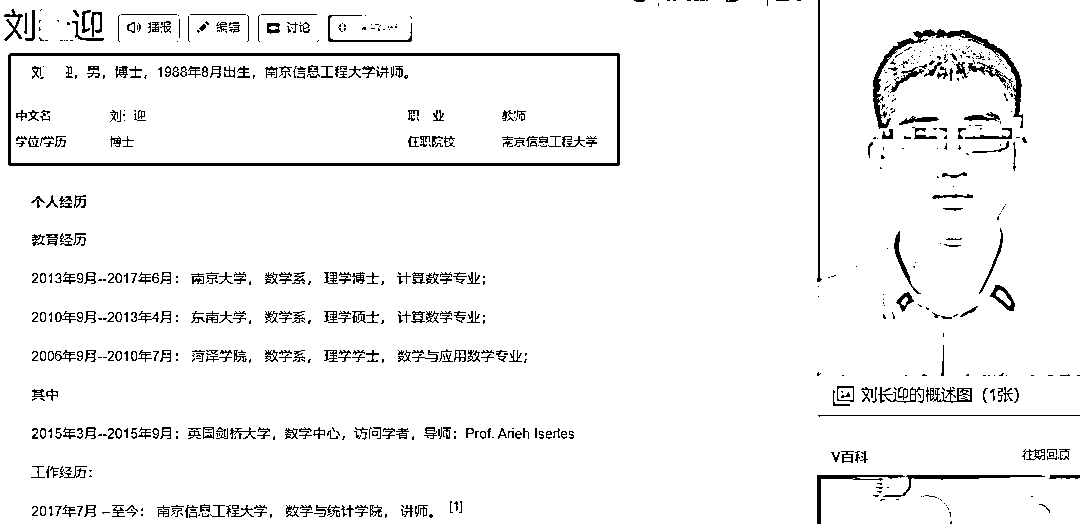 刘 迎 播报 编辑 讨论
刘 迎，男，博士，1988年8月出生，南京信息工程大学讲师。
中文名 刘 迎 职 业 教师
学位/学历 博士 任职院校 南京信息工程大学
个人经历
教育经历
2013年9月--2017年6月： 南京大学， 数学系， 理学博士， 计算数学专业；
2010年9月--2013年4月： 东南大学， 数学系， 理学硕士， 计算数学专业；
2006年9月--2010年7月： 菏泽学院， 数学系， 理学学士， 数学与应用数学专业；
其中
2015年3月--2015年9月：英国剑桥大学，数学中心，访问学者，导师：Prof. Arieh Iserles
工作经历：
2017年7月 --至今： 南京信息工程大学， 数学与统计学院， 讲师。 [1]
刘长迎的概述图（1张）
V百科 往期回顾